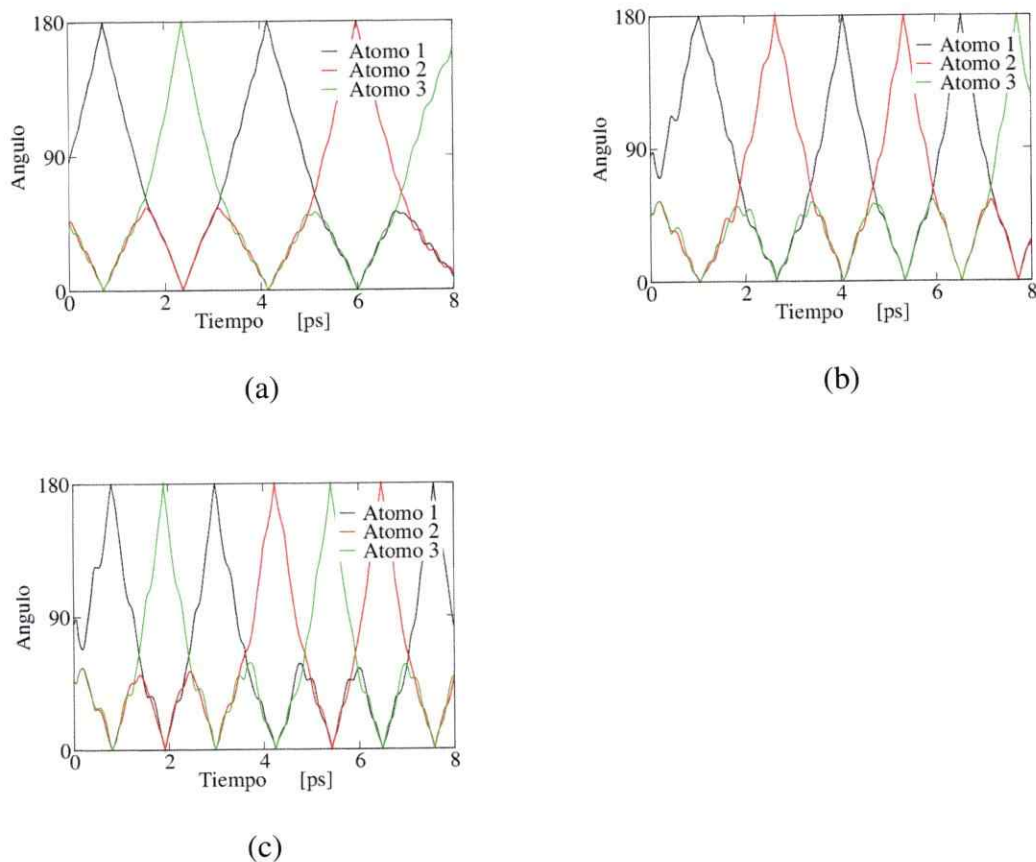 180
90
0
Angulo
Atomo 1
Atomo 2
Atomo 3
0 2 4 6 8
Tiempo [ps]
(a)
180
90
0
Angulo
Atomo 1
Atomo 2
Atomo 3
0 2 4 6 8
Tiempo [ps]
(b)
180
90
0
Angulo
Atomo 1
Atomo 2
Atomo 3
0 2 4 6 8
Tiempo [ps]
(c)